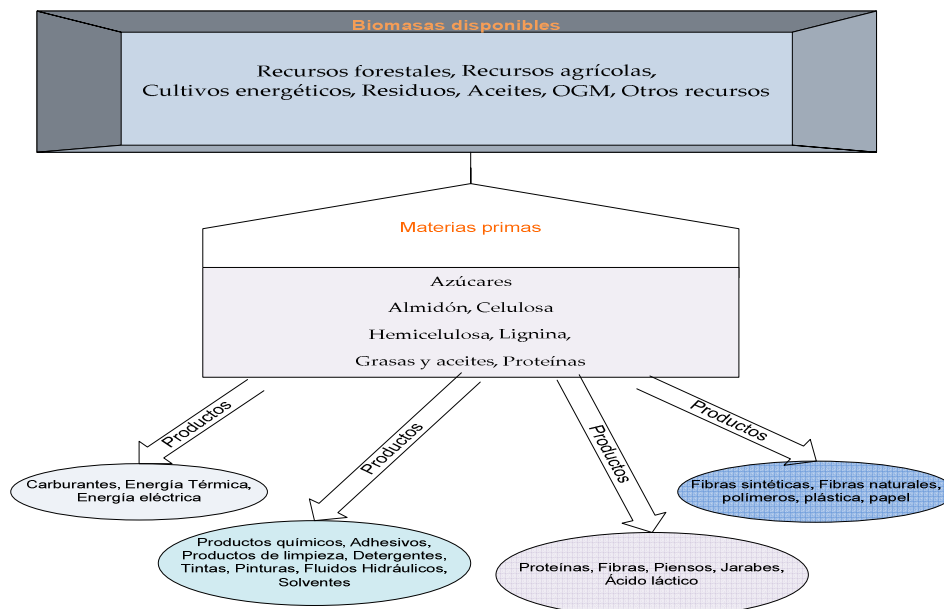 Biomasas disponibles
Recursos forestales, Recursos agrícolas,
Cultivos energéticos, Residuos, Aceites, OGM, Otros recursos
Materias primas
Azúcares
Almidón, Celulosa
Hemicelulosa, Lignina,
Grasas y aceites, Proteínas
Productos
Productos
Productos
Productos
Carburantes, Energía Térmica,
Energía eléctrica
Productos químicos, Adhesivos,
Productos de limpieza, Detergentes,
Tintas, Pinturas, Fluidos Hidráulicos,
Solventes
Proteínas, Fibras, Piensos, Jarabes,
Ácido láctico
Fibras sintéticas, Fibras naturales,
polímeros, plástica, papel